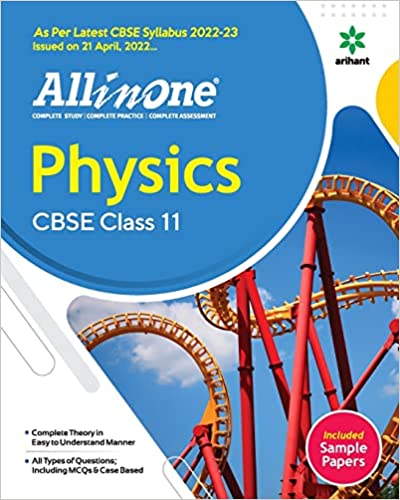 As Per Latest CBSE Syllabus 2022-23
Issued on 21 April, 2022...
arihant
All in One®
COMPLETE STUDY | COMPLETE PRACTICE | COMPLETE ASSESSMENT
Physics
CBSE Class 11
Complete Theory in
Easy to Understand Manner
All Types of Questions;
Including MCQs & Case Based
Included
Sample
Papers